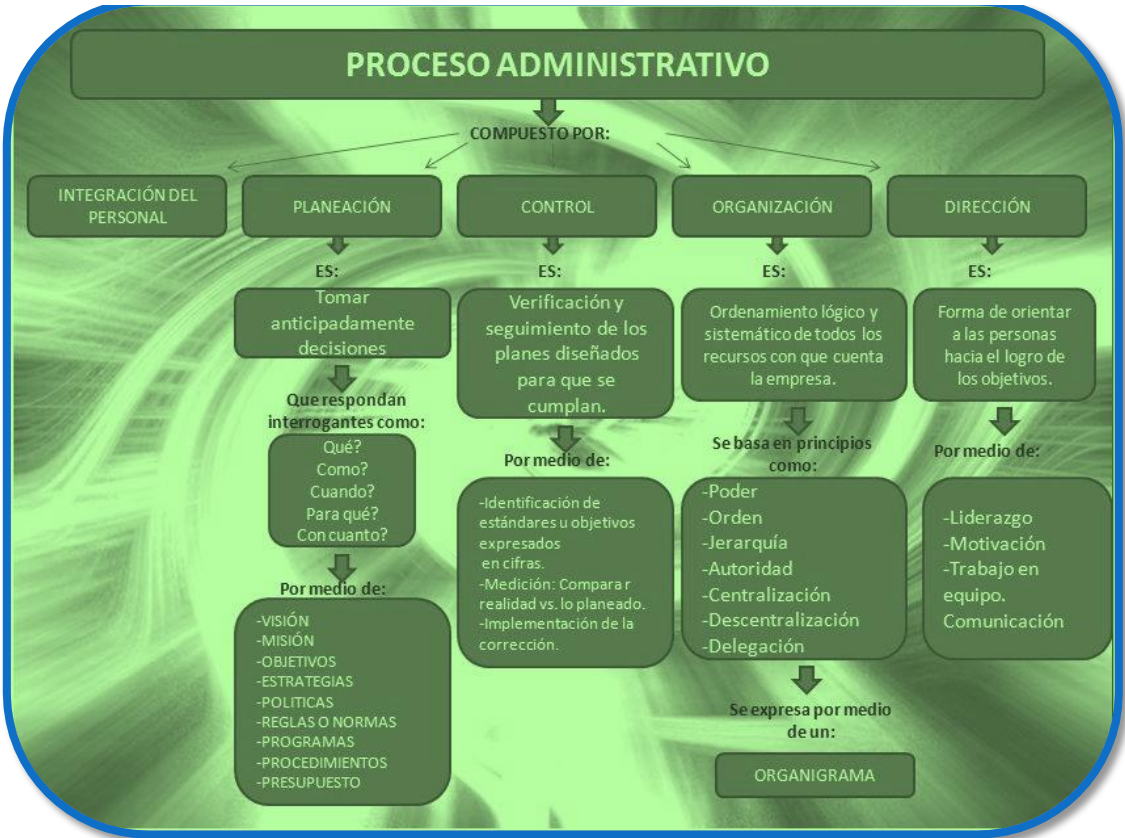 PROCESO ADMINISTRATIVO
COMPUESTO POR:
INTEGRACIÓN DEL
PERSONAL
PLANEACIÓN
CONTROL
ORGANIZACIÓN
DIRECCIÓN
ES:
Tomar
anticipadamente
decisiones
Que respondan
interrogantes como:
Qué?
Como?
Cuando?
Para qué?
Con cuanto?
Por medio de:
-VISIÓN
-MISIÓN
-OBJETIVOS
-ESTRATEGIAS
-POLITICAS
-REGLAS O NORMAS
-PROGRAMAS
-PROCEDIMIENTOS
-PRESUPUESTO
ES:
Verificación y
seguimiento de los
planes diseñados
para que se
cumplan.
Por medio de:
-Identificación de
estándares u objetivos
expresados
en cifras.
-Medición: Compara r
realidad vs. lo planeado.
-Implementación de la
corrección.
ES:
Ordenamiento lógico y
sistemático de todos los
recursos con que cuenta
la empresa.
Se basa en principios
como:
-Poder
-Orden
-Jerarquía
-Autoridad
-Centralización
-Descentralización
-Delegación
Se expresa por medio
de un:
ORGANIGRAMA
ES:
Forma de orientar
a las personas
hacia el logro de
los objetivos.
Por medio de:
-Liderazgo
-Motivación
-Trabajo en
equipo.
Comunicación